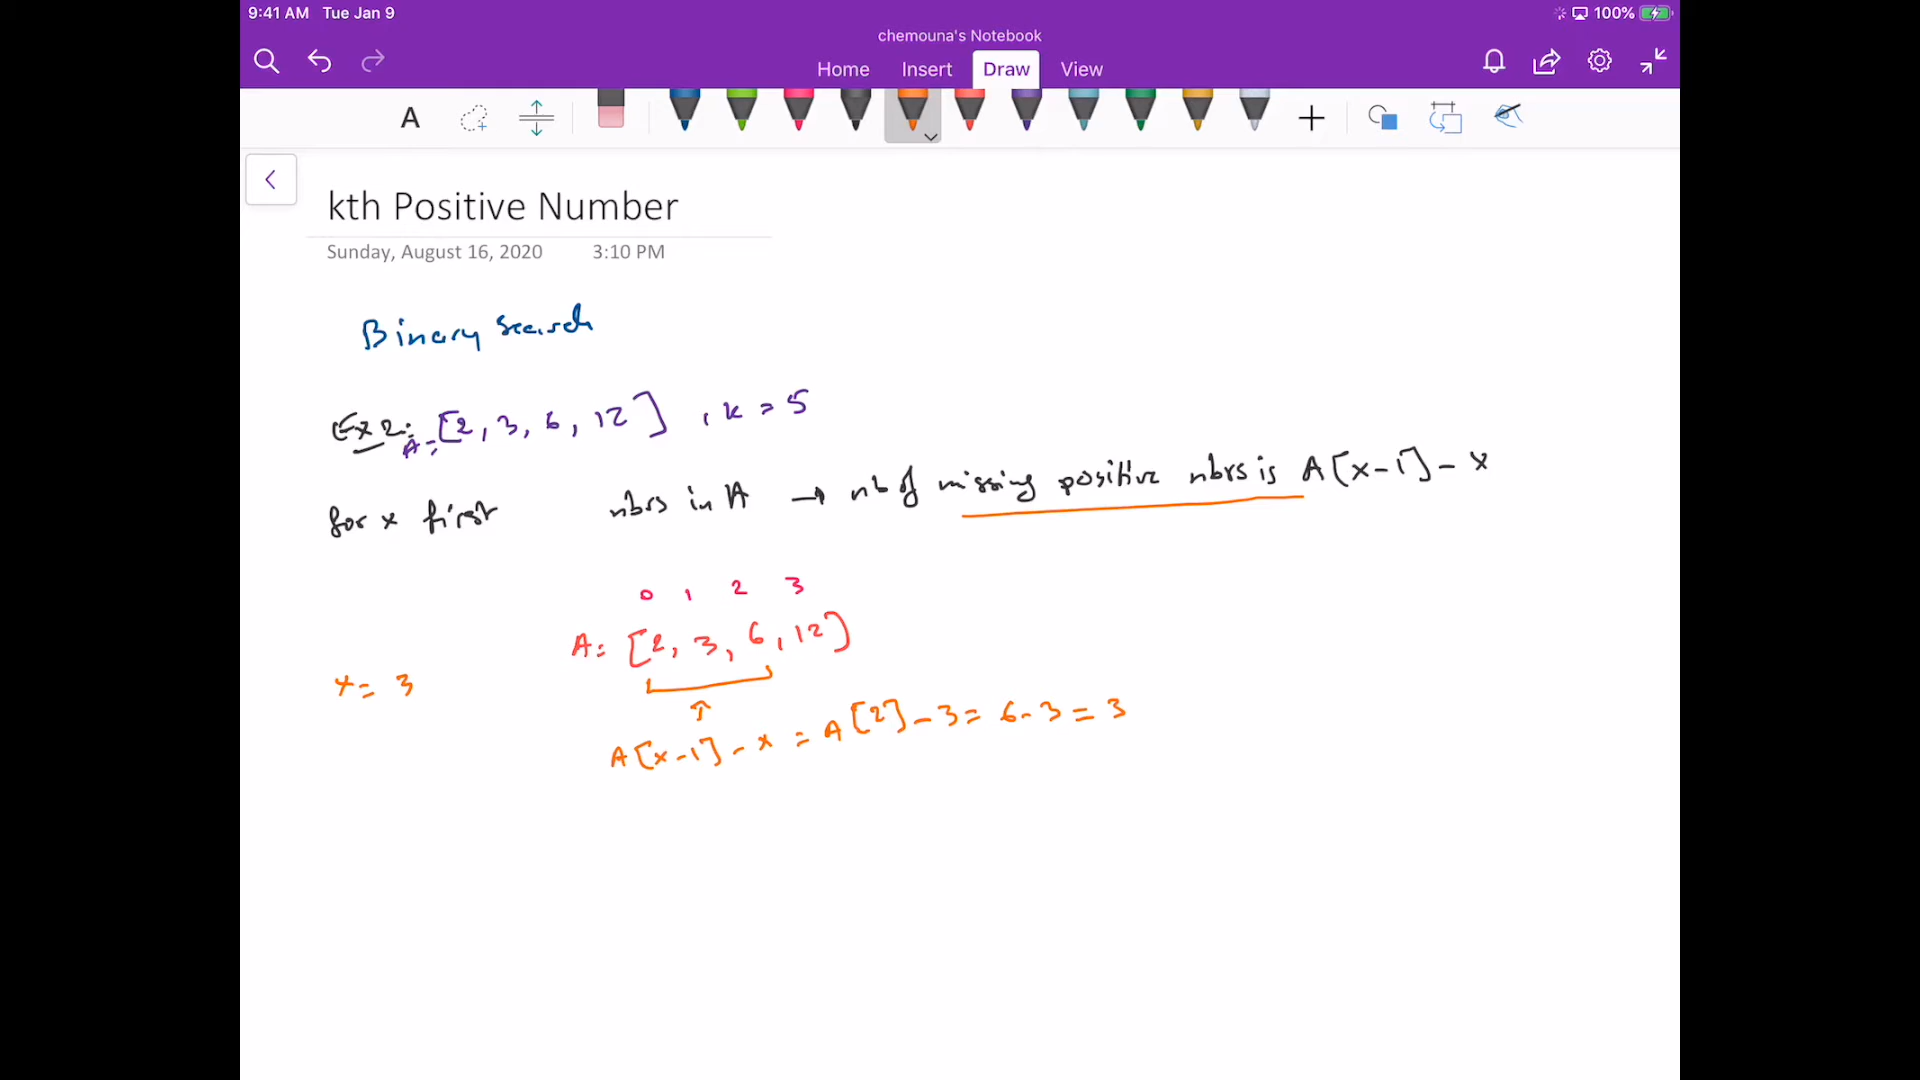 9:41 AM Tue Jan 9
100%
chemouna's Notebook
Home Insert Draw View
A
kth Positive Number
Sunday, August 16, 2020 3:10 PM
Binary Search
Ex2: A = [2, 3, 6, 12] , k = 5
for x first nbrs in A → nb of missing positive nbrs is A[x-1] - x
0 1 2 3
A = [2, 3, 6, 12]
x = 3
A[x-1] - x = A[2] - 3 = 6 - 3 = 3